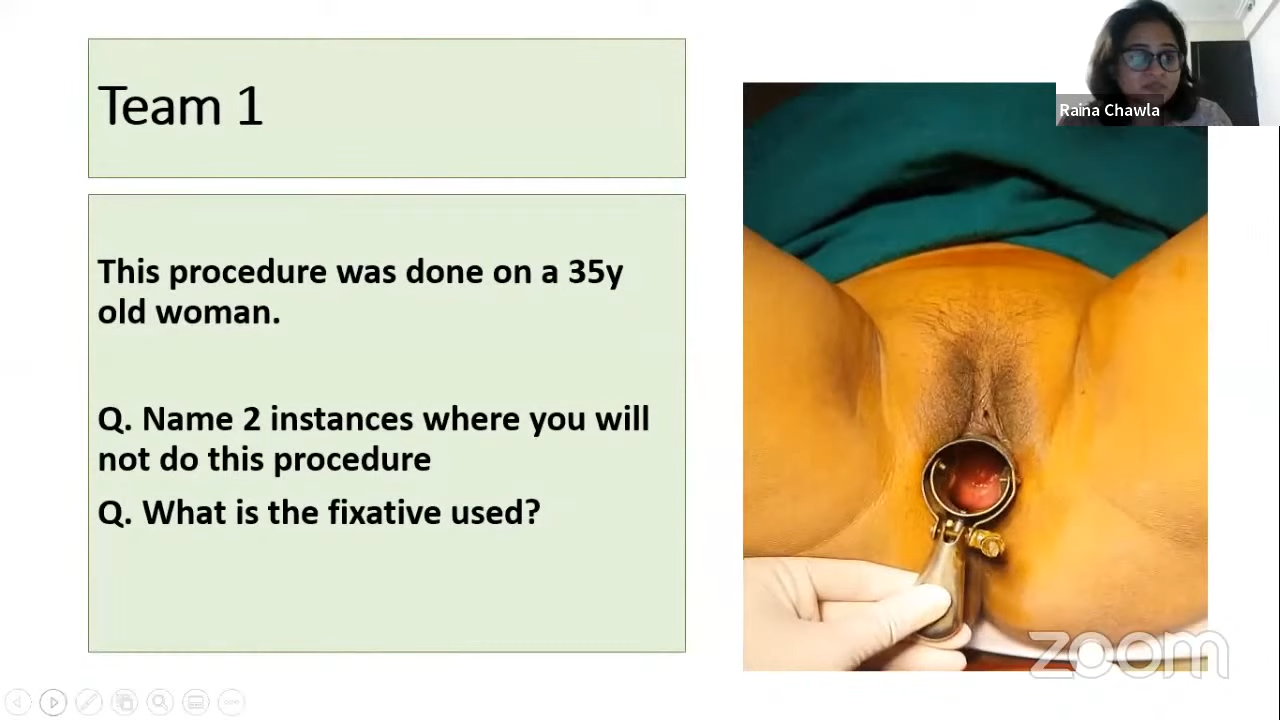 Team 1
This procedure was done on a 35y
old woman.
Q. Name 2 instances where you will
not do this procedure
Q. What is the fixative used?
Raina Chawla
zoom